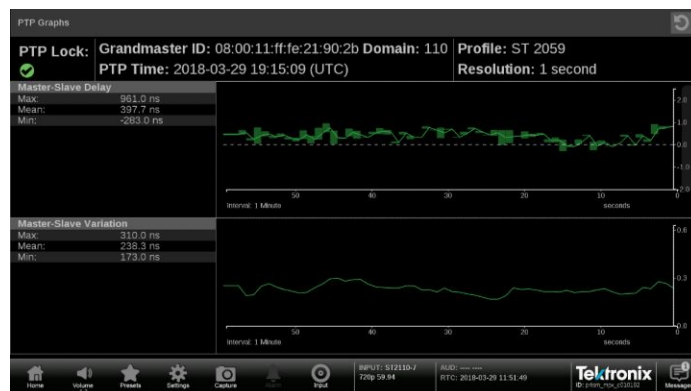 PTP Graphs
PTP Lock:
Grandmaster ID: 08:00:11:ff:fe:21:90:2b Domain: 110
Profile: ST 2059
PTP Time: 2018-03-29 19:15:09 (UTC)
Resolution: 1 second
Master-Slave Delay
Max: 961.0 ns
Mean: 397.7 ns
Min: -283.0 ns
2.0
1.0
0
-1.0
-2.0
50 40 30 20 10 0
Interval: 1 Minute seconds
Master-Slave Variation
Max: 310.0 ns
Mean: 238.3 ns
Min: 173.0 ns
0.6
0.3
50 40 30 20 10 0
Interval: 1 Minute seconds
Home Volume Presets Settings Capture Input
INPUT: ST2110-/
720p 59.94
AUD: ---- ----
RTC: 2018-03-29 11:51:49
Tektronix
Message